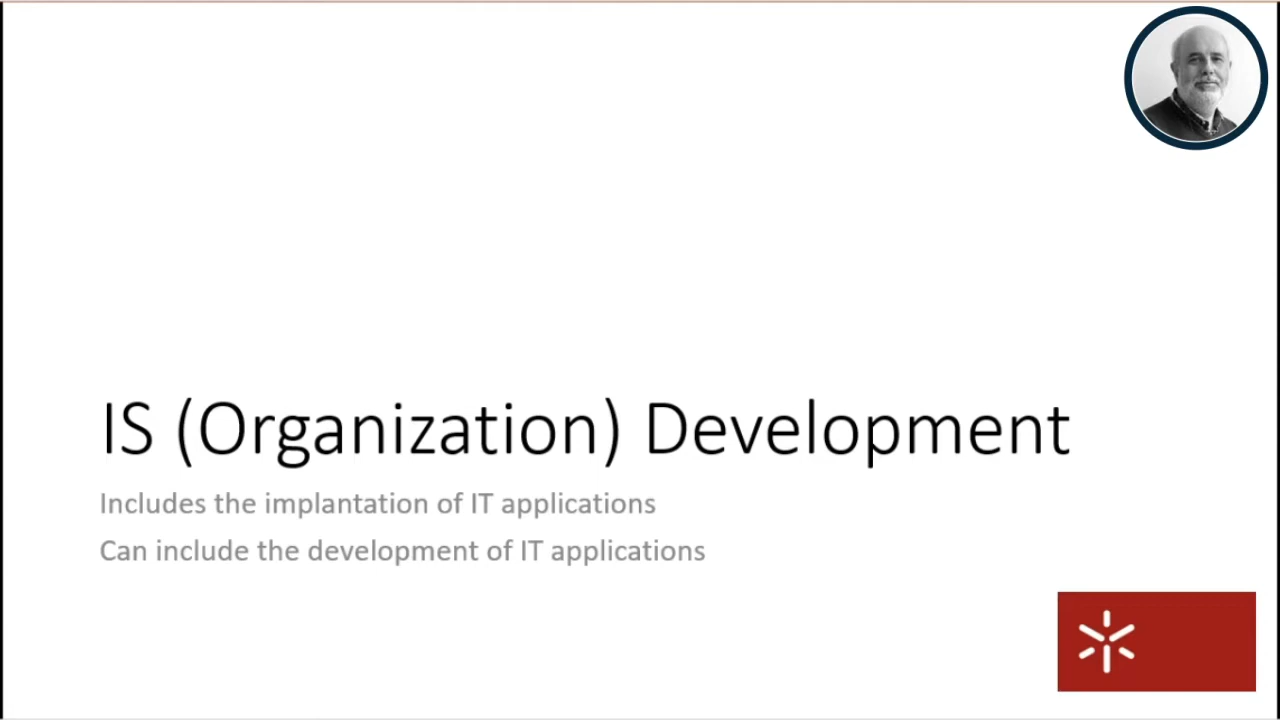 IS (Organization) Development
Includes the implantation of IT applications
Can include the development of IT applications